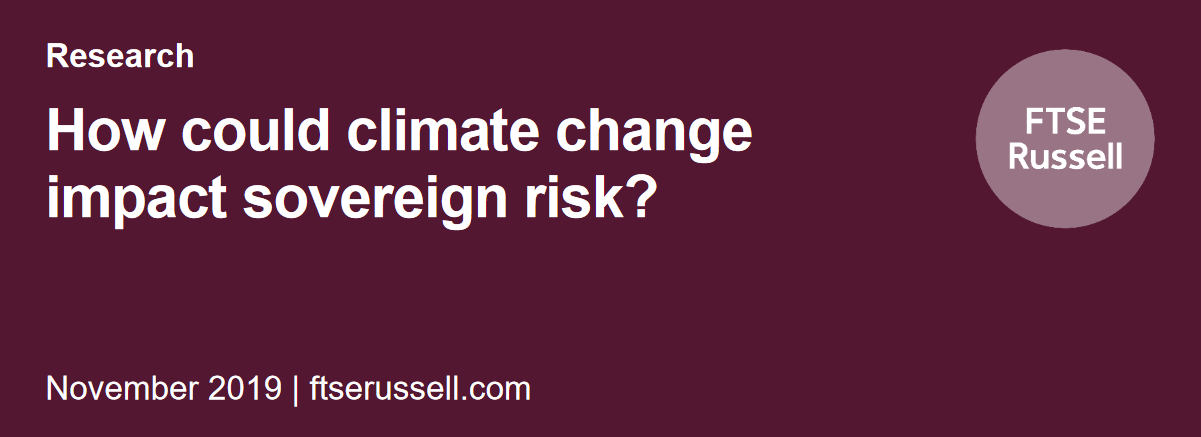 Research
How could climate change
impact sovereign risk?
FTSE
Russell
November 2019 | ftserussell.com